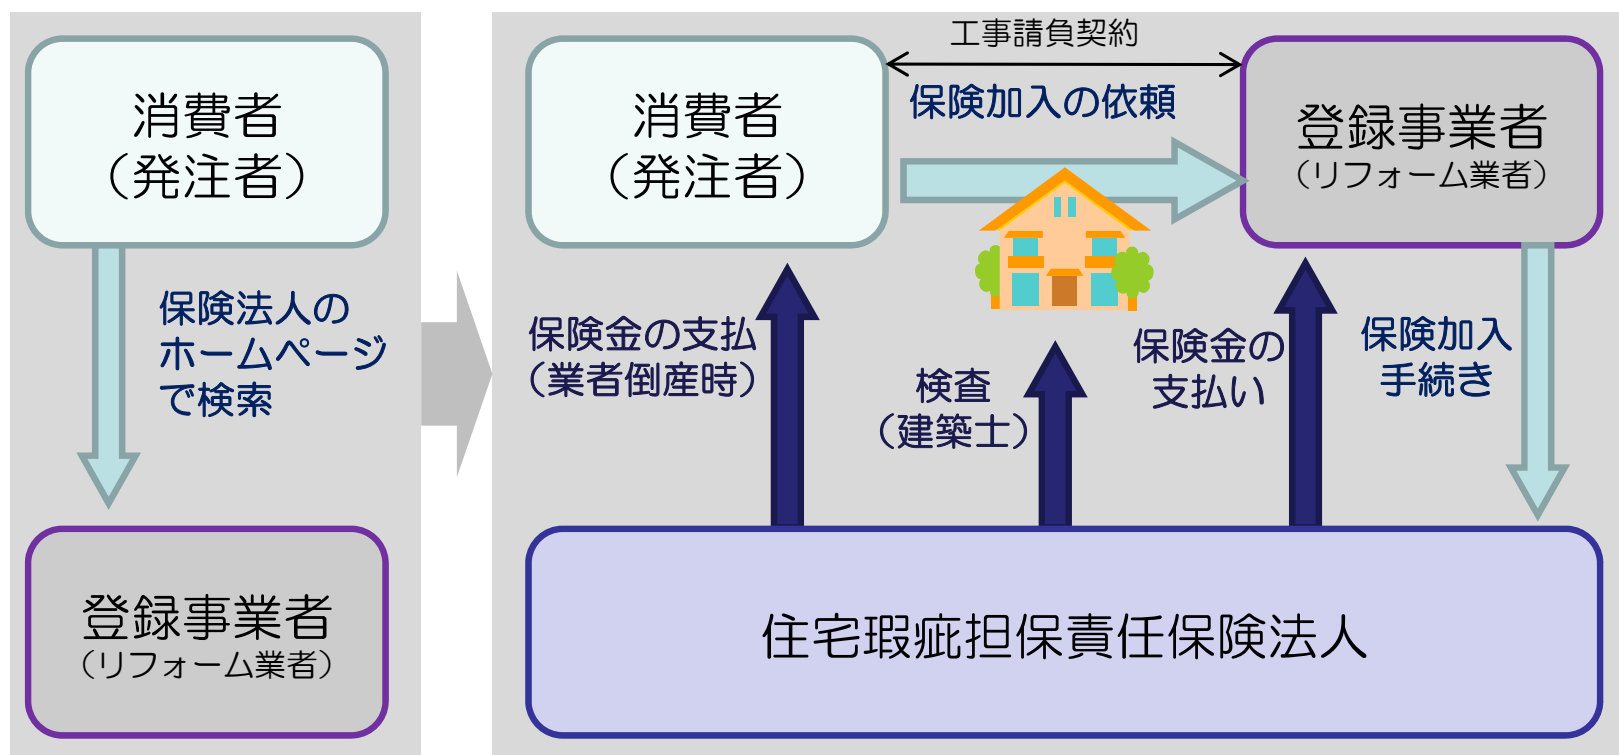 消費者
（発注者）
保険法人の
ホームページ
で検索
登録事業者
（リフォーム業者）
消費者
（発注者）
工事請負契約
保険加入の依頼
登録事業者
（リフォーム業者）
保険金の支払
（業者倒産時）
検査
（建築士）
保険金の
支払い
保険加入
手続き
住宅瑕疵担保責任保険法人